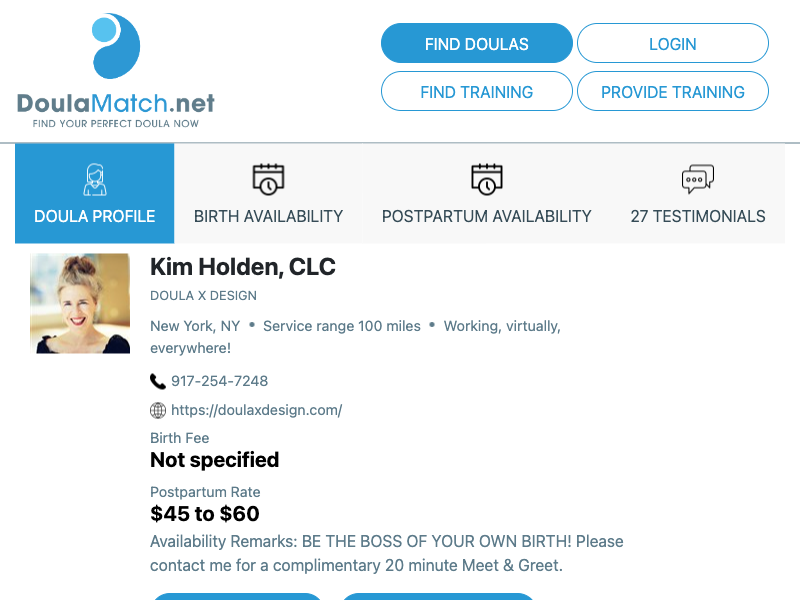 DoulaMatch.net
FIND YOUR PERFECT DOULA NOW
FIND DOULAS
LOGIN
FIND TRAINING
PROVIDE TRAINING
DOULA PROFILE
BIRTH AVAILABILITY
POSTPARTUM AVAILABILITY
27 TESTIMONIALS
Kim Holden, CLC
DOULA X DESIGN
New York, NY • Service range 100 miles • Working, virtually,
everywhere!
917-254-7248
https://doulaxdesign.com/
Birth Fee
Not specified
Postpartum Rate
$45 to $60
Availability Remarks: BE THE BOSS OF YOUR OWN BIRTH! Please
contact me for a complimentary 20 minute Meet & Greet.